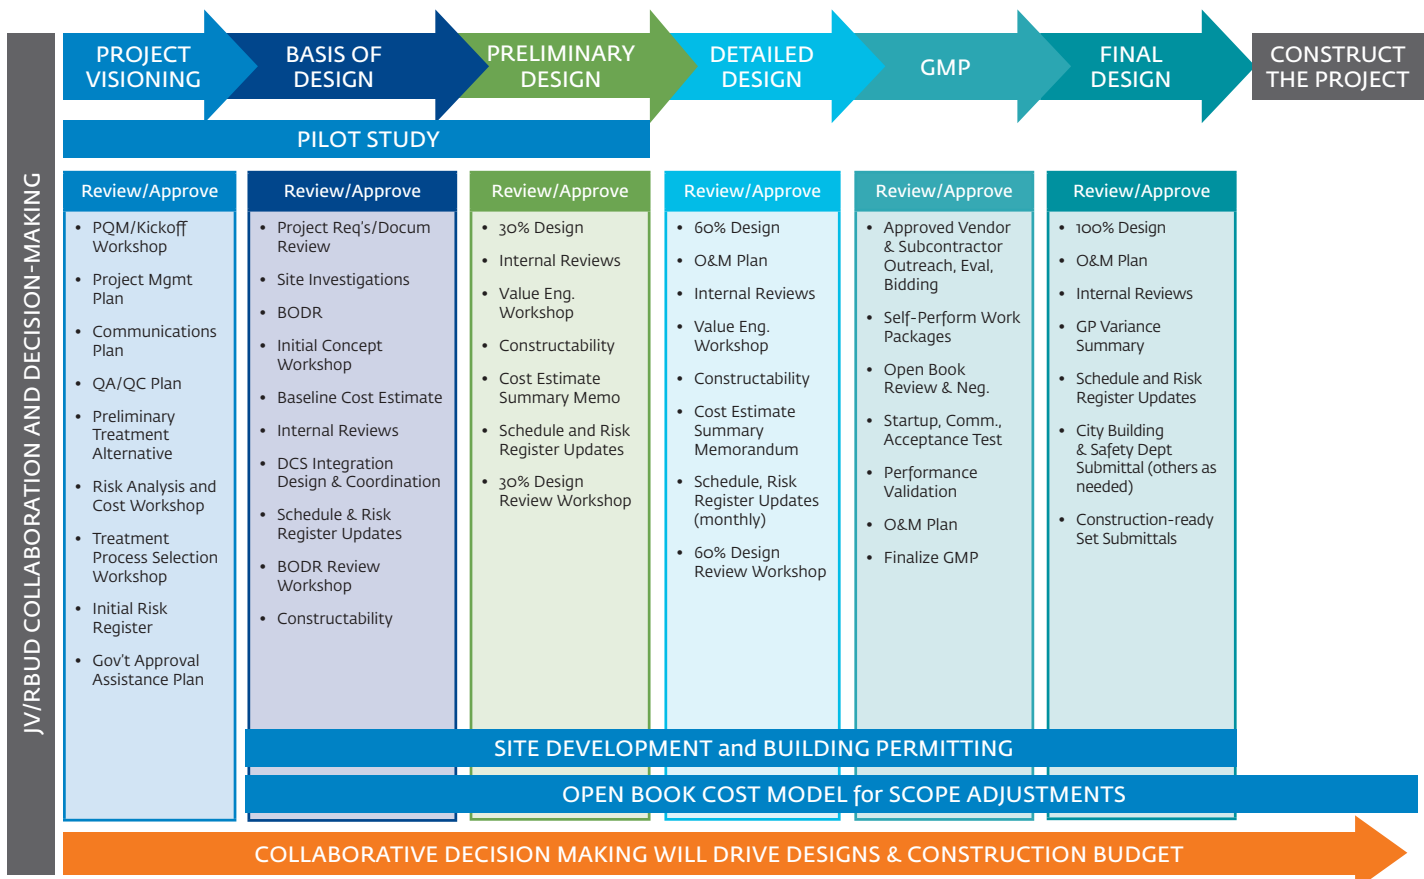 JV/RBUD COLLABORATION AND DECISION-MAKING
PROJECT
VISIONING
BASIS OF
DESIGN
PRELIMINARY
DESIGN
DETAILED
DESIGN
GMP
FINAL
DESIGN
CONSTRUCT
THE PROJECT
PILOT STUDY
Review/Approve
• PQM/Kickoff
Workshop
• Project Mgmt
Plan
• Communications
Plan
• QA/QC Plan
• Preliminary
Treatment
Alternative
• Risk Analysis and
Cost Workshop
• Treatment
Process Selection
Workshop
• Initial Risk
Register
• Gov't Approval
Assistance Plan
Review/Approve
• Project Req's/Docum
Review
• Site Investigations
• BODR
• Initial Concept
Workshop
• Baseline Cost Estimate
• Internal Reviews
• DCS Integration
Design & Coordination
• Schedule & Risk
Register Updates
• BODR Review
Workshop
• Constructability
Review/Approve
• 30% Design
• Internal Reviews
• Value Eng.
Workshop
• Constructability
• Cost Estimate
Summary Memo
• Schedule and Risk
Register Updates
• 30% Design
Review Workshop
Review/Approve
• 60% Design
• O&M Plan
• Internal Reviews
• Value Eng.
Workshop
• Constructability
• Cost Estimate
Summary
Memorandum
• Schedule, Risk
Register Updates
(monthly)
• 60% Design
Review Workshop
Review/Approve
• Approved Vendor
& Subcontractor
Outreach, Eval,
Bidding
• Self-Perform Work
Packages
• Open Book
Review & Neg.
• Startup, Comm.,
Acceptance Test
• Performance
Validation
• O&M Plan
• Finalize GMP
Review/Approve
• 100% Design
• O&M Plan
• Internal Reviews
• GP Variance
Summary
• Schedule and Risk
Register Updates
• City Building
& Safety Dept
Submittal (others as
needed)
• Construction-ready
Set Submittals
SITE DEVELOPMENT and BUILDING PERMITTING
OPEN BOOK COST MODEL for SCOPE ADJUSTMENTS
COLLABORATIVE DECISION MAKING WILL DRIVE DESIGNS & CONSTRUCTION BUDGET